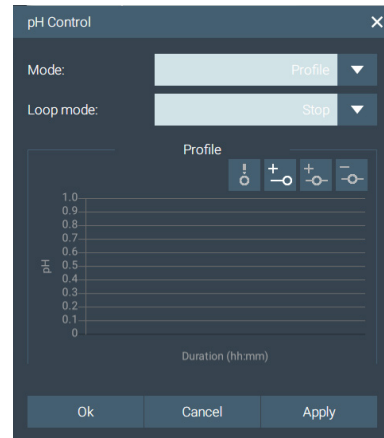 pH Control
Mode: Profile
Loop mode: Stop
Profile
1.0
0.9
0.8
0.7
0.6
0.5
0.4
0.3
0.2
0.1
0
pH
Duration (hh:mm)
Ok Cancel Apply